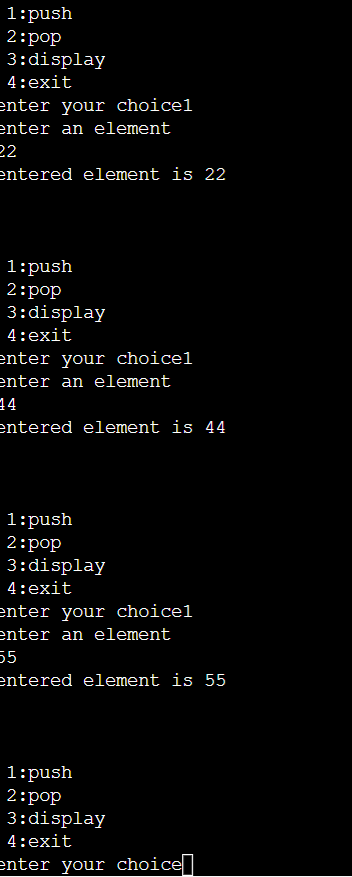 1:push
2:pop
3:display
4:exit
enter your choice1
enter an element
22
entered element is 22
1:push
2:pop
3:display
4:exit
enter your choice1
enter an element
44
entered element is 44
1:push
2:pop
3:display
4:exit
enter your choice1
enter an element
55
entered element is 55
1:push
2:pop
3:display
4:exit
enter your choice